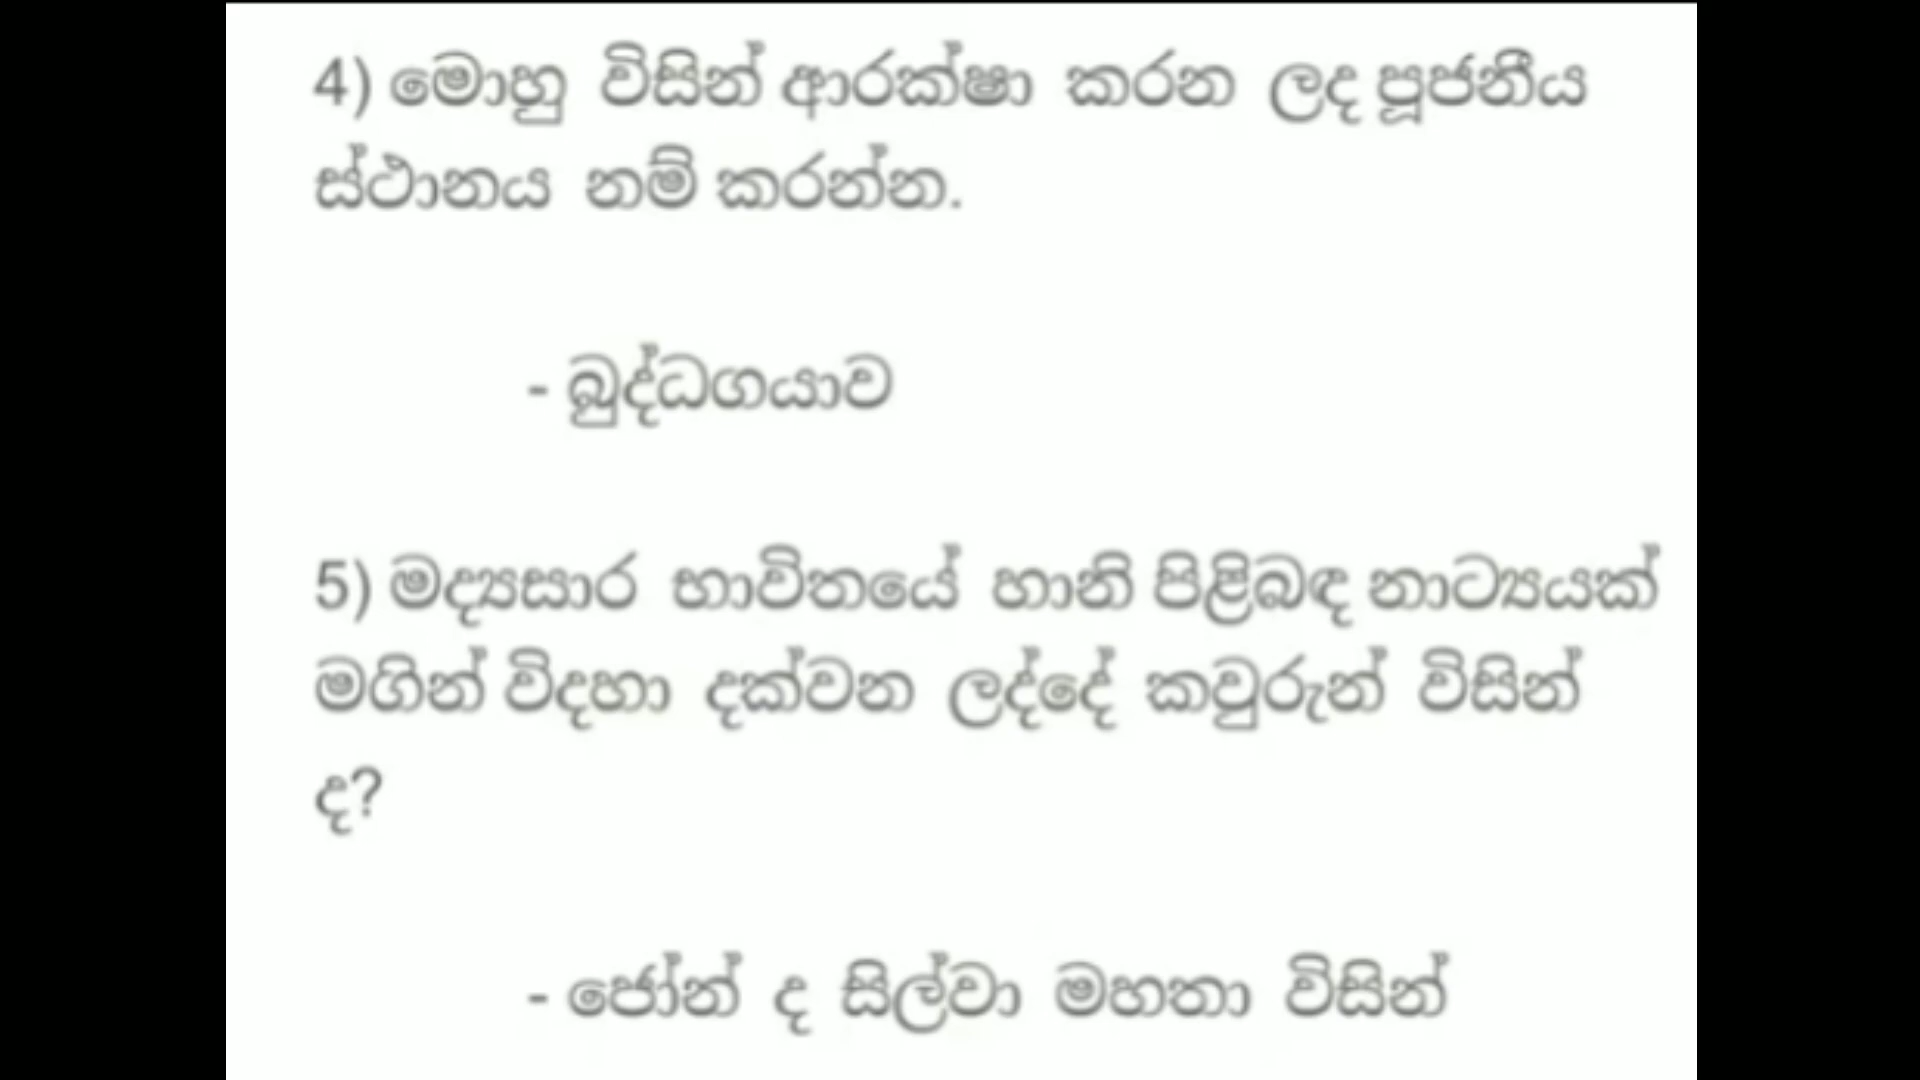 4) මොහු විසින් ආරක්ෂා කරන ලද පූජනීය
ස්ථානය නම් කරන්න.
- බුද්ධගයාව
5) මද්‍යසාර භාවිතයේ හානි පිළිබඳ නාට්‍යයක්
මගින් විදහා දක්වන ලද්දේ කවුරුන් විසින්
ද?
- ජෝන් ද සිල්වා මහතා විසින්